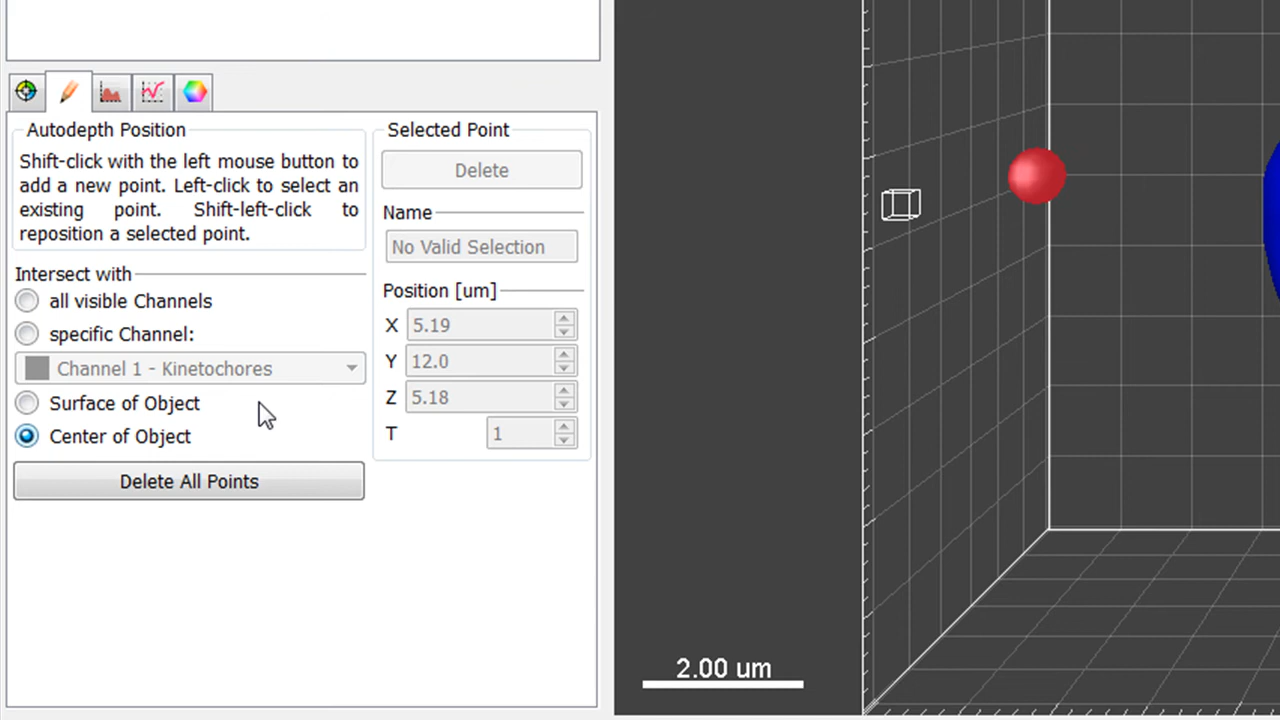 Autodepth Position
Shift-click with the left mouse button to
add a new point. Left-click to select an
existing point. Shift-left-click to
reposition a selected point.
Intersect with
all visible Channels
specific Channel:
Channel 1 - Kinetochores
Surface of Object
Center of Object
Delete All Points
Selected Point
Delete
Name
No Valid Selection
Position [um]
X 5.19
Y 12.0
Z 5.18
T 1
2.00 um